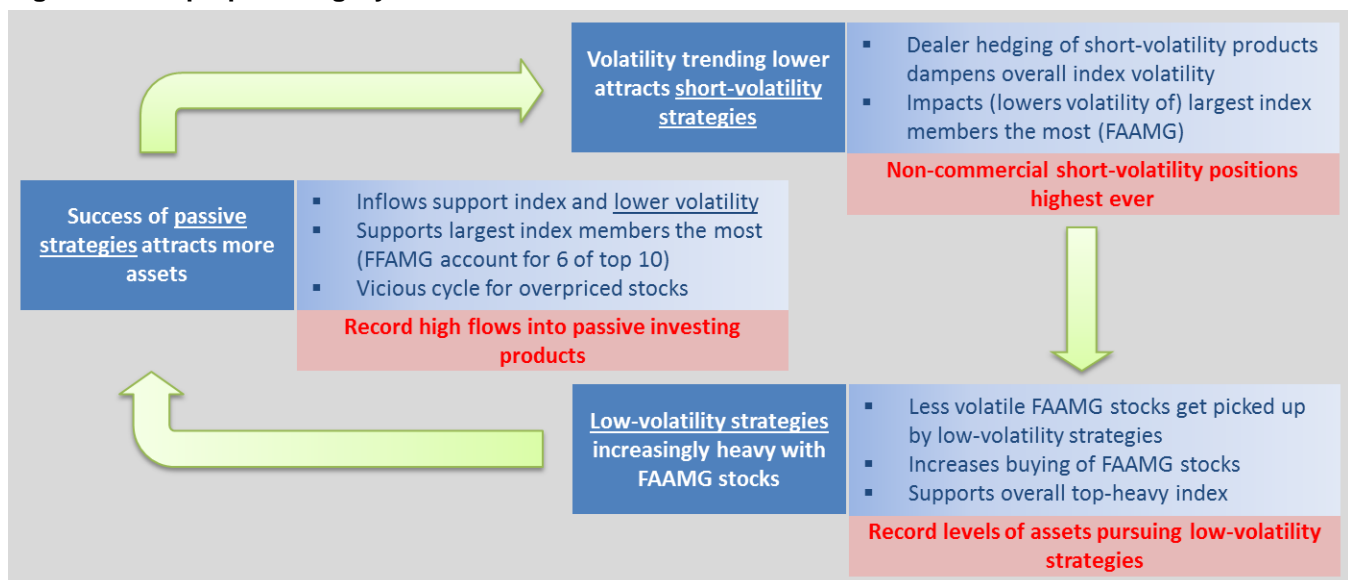 Volatility trending lower
attracts short-volatility
strategies
▪ Dealer hedging of short-volatility products
dampens overall index volatility
▪ Impacts (lowers volatility of) largest index
members the most (FAAMG)
Non-commercial short-volatility positions
highest ever
Success of passive
strategies attracts more
assets
▪ Inflows support index and lower volatility
▪ Supports largest index members the most
(FFAMG account for 6 of top 10)
▪ Vicious cycle for overpriced stocks
Record high flows into passive investing
products
Low-volatility strategies
increasingly heavy with
FAAMG stocks
▪ Less volatile FAAMG stocks get picked up
by low-volatility strategies
▪ Increases buying of FAAMG stocks
▪ Supports overall top-heavy index
Record levels of assets pursuing low-volatility
strategies